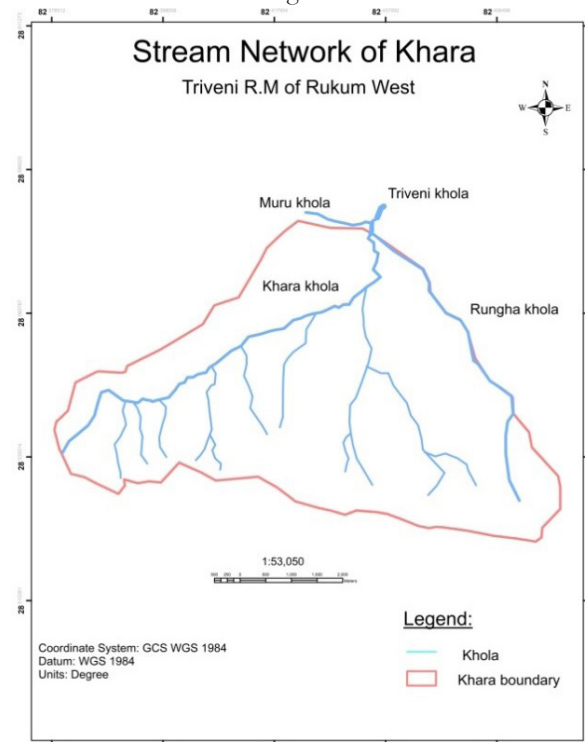 Stream Network of Khara
Triveni R.M of Rukum West
N
W E
S
Muru khola
Triveni khola
Khara khola
Rungha khola
1:53,050
Legend:
Khola
Khara boundary
Coordinate System: GCS WGS 1984
Datum: WGS 1984
Units: Degree